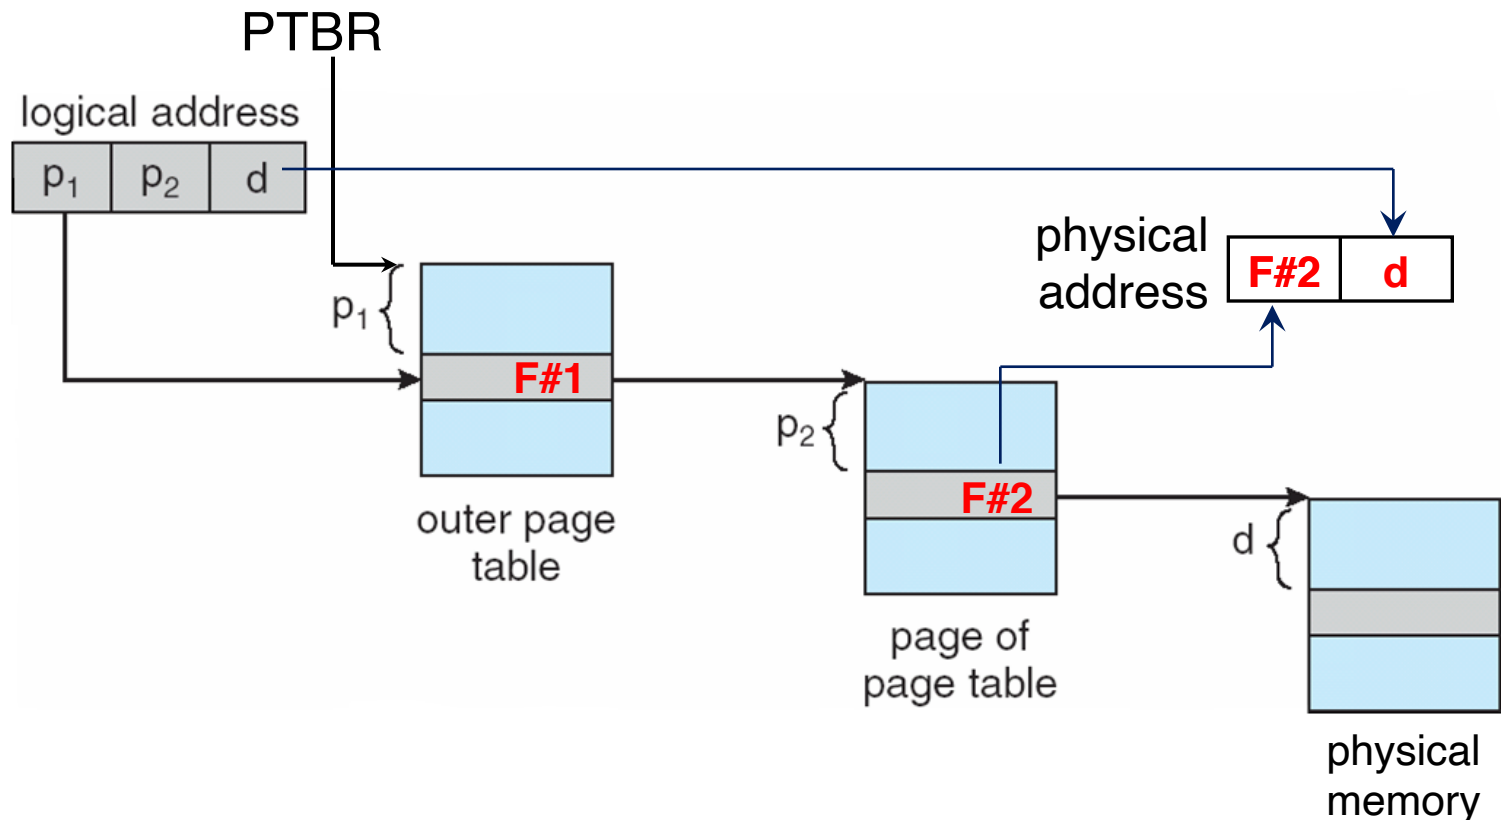 PTBR
logical address
p₁ p₂ d
physical
address
F#2 d
p₁
F#1
outer page
table
p₂
F#2
page of
page table
d
physical
memory